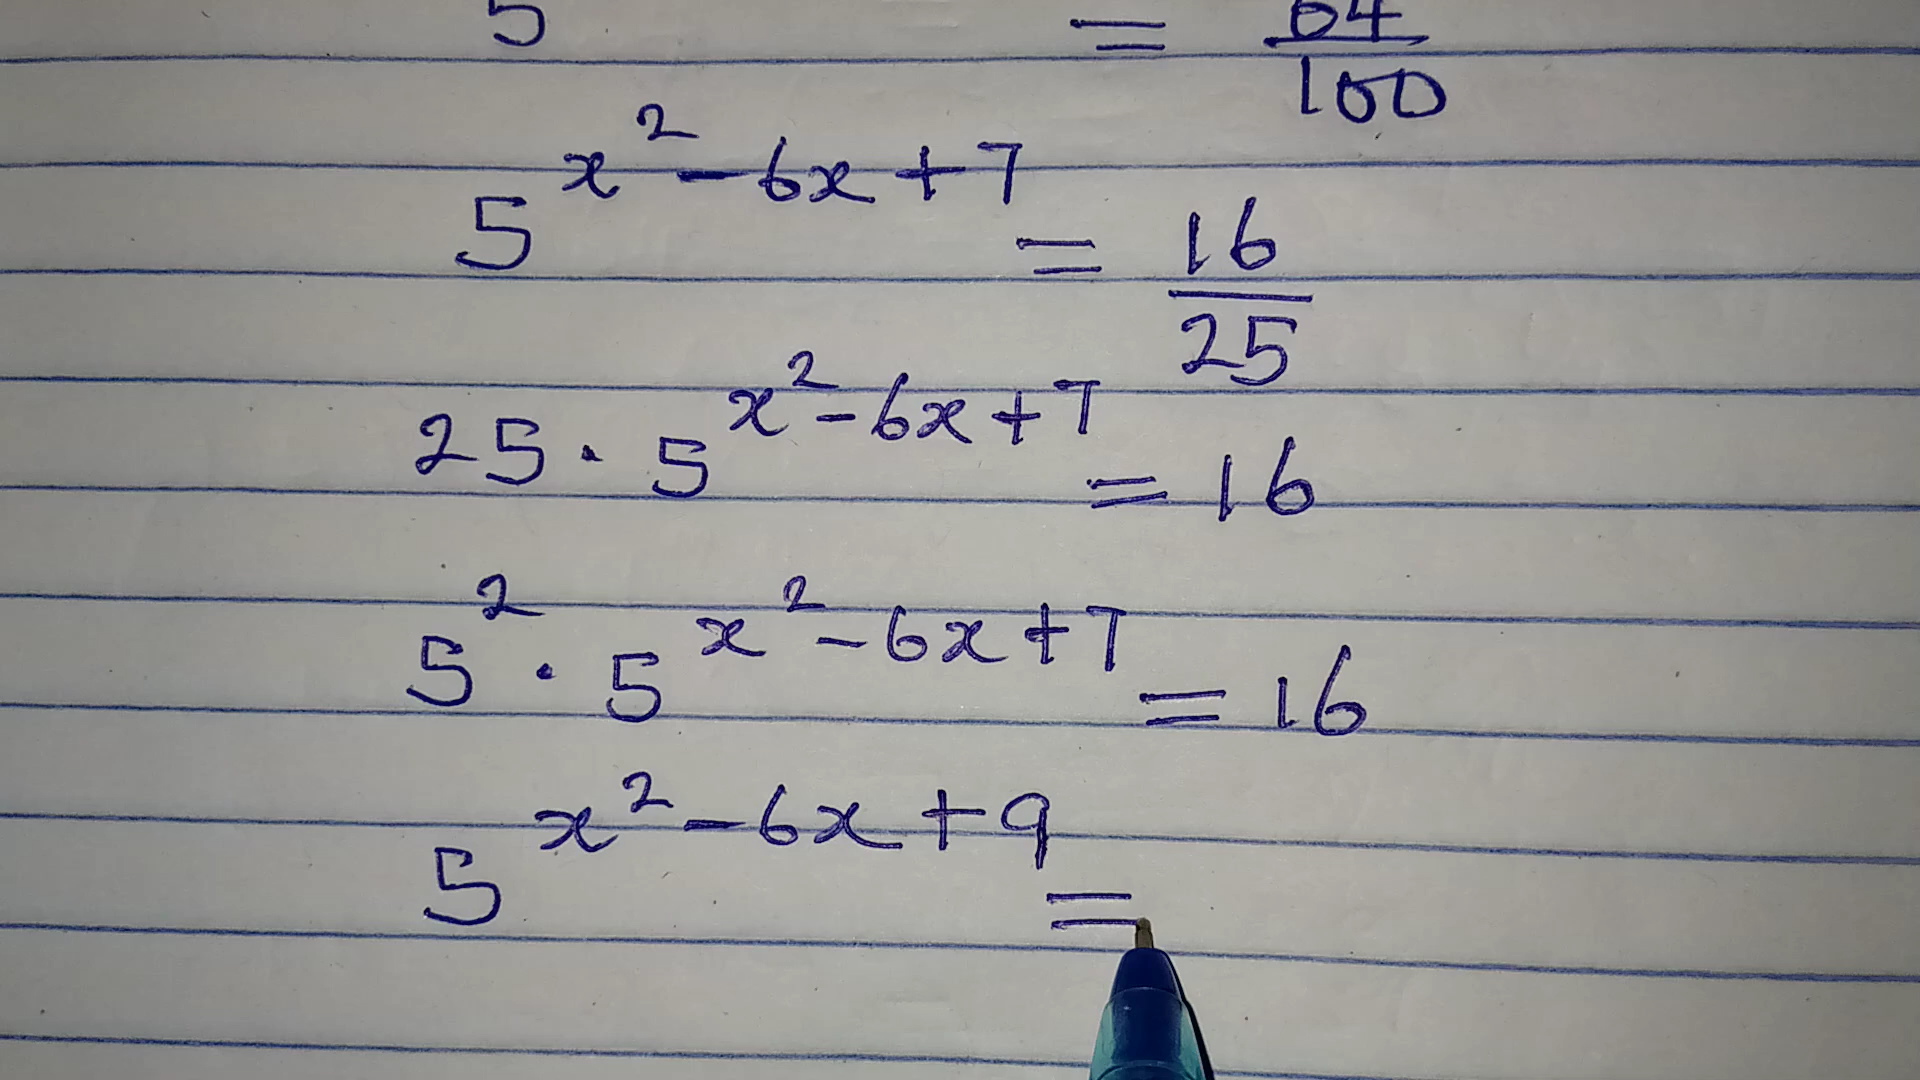 5 = 64/100
5^(x²-6x+7) = 16/25
25 · 5^(x²-6x+7) = 16
5² · 5^(x²-6x+7) = 16
5^(x²-6x+9) =